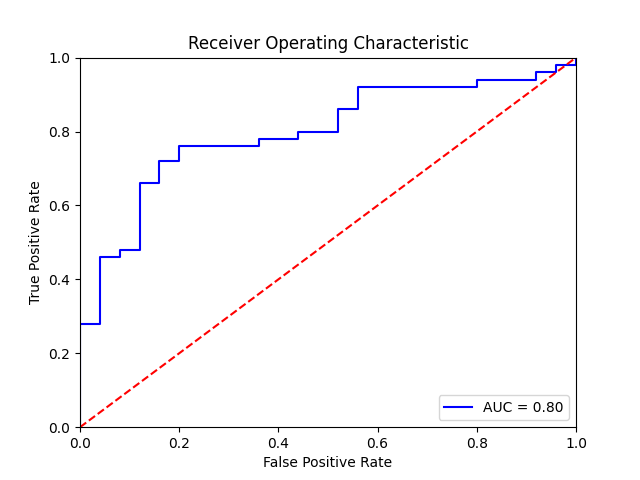 Receiver Operating Characteristic
1.0
0.8
0.6
0.4
0.2
0.0
True Positive Rate
AUC = 0.80
0.0 0.2 0.4 0.6 0.8 1.0
False Positive Rate